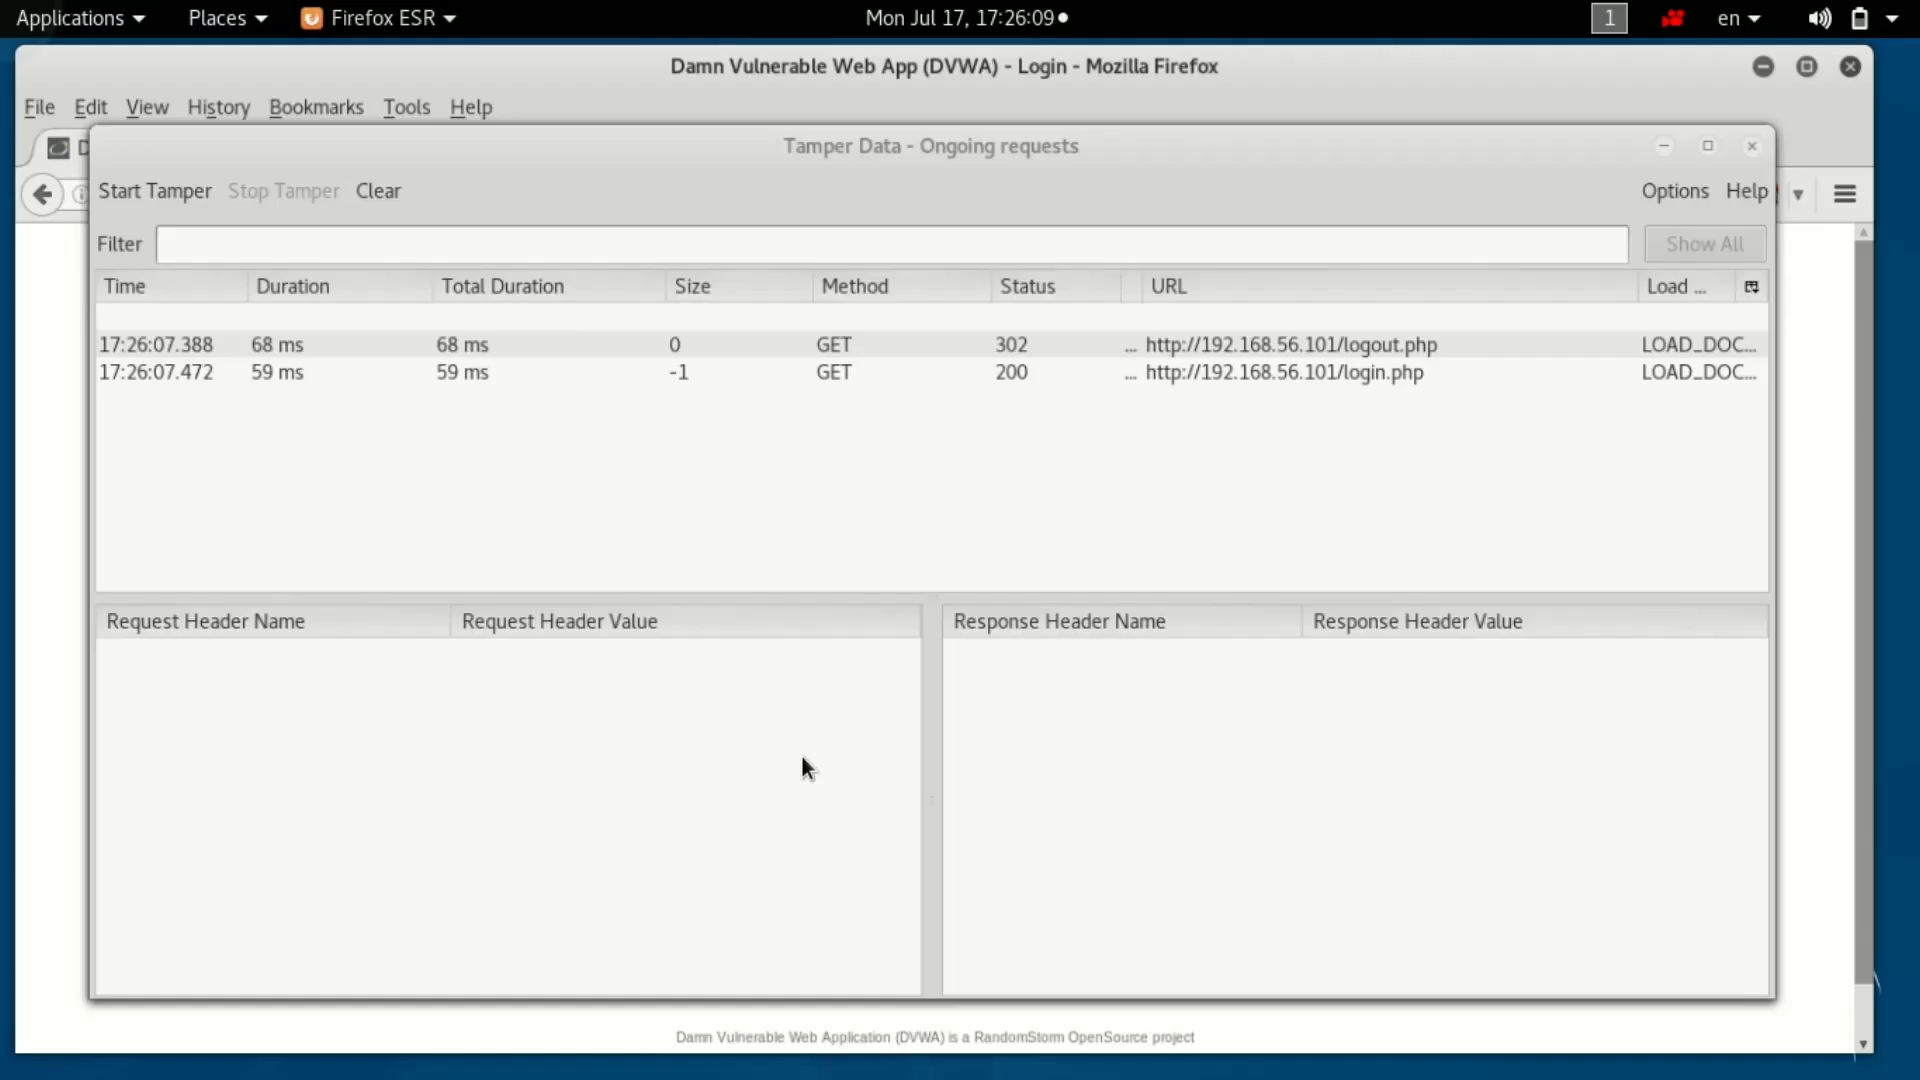 Applications Places Firefox ESR Mon Jul 17, 17:26:09 1 en
Damn Vulnerable Web App (DVWA) - Login - Mozilla Firefox
File Edit View History Bookmarks Tools Help
D Tamper Data - Ongoing requests
Start Tamper Stop Tamper Clear Options Help
Filter Show All
Time Duration Total Duration Size Method Status URL Load ...
17:26:07.388 68 ms 68 ms 0 GET 302 ... http://192.168.56.101/logout.php LOAD_DOC...
17:26:07.472 59 ms 59 ms -1 GET 200 ... http://192.168.56.101/login.php LOAD_DOC...
Request Header Name Request Header Value Response Header Name Response Header Value
Damn Vulnerable Web Application (DVWA) is a RandomStorm OpenSource project